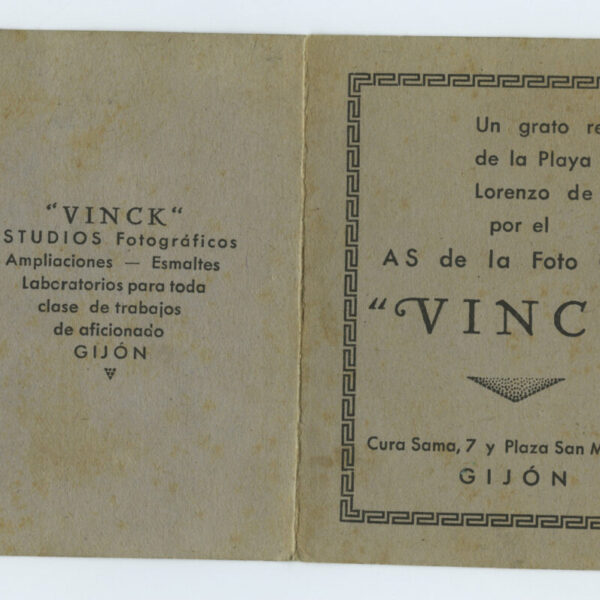 "VINCK"
STUDIOS Fotográficos
Ampliaciones — Esmaltes
Laboratorios para toda
clase de trabajos
de aficionado
GIJÓN
Un grato re
de la Playa
Lorenzo de
por el
AS de la Foto
"VINC
Cura Sama, 7 y Plaza San M
GIJÓN